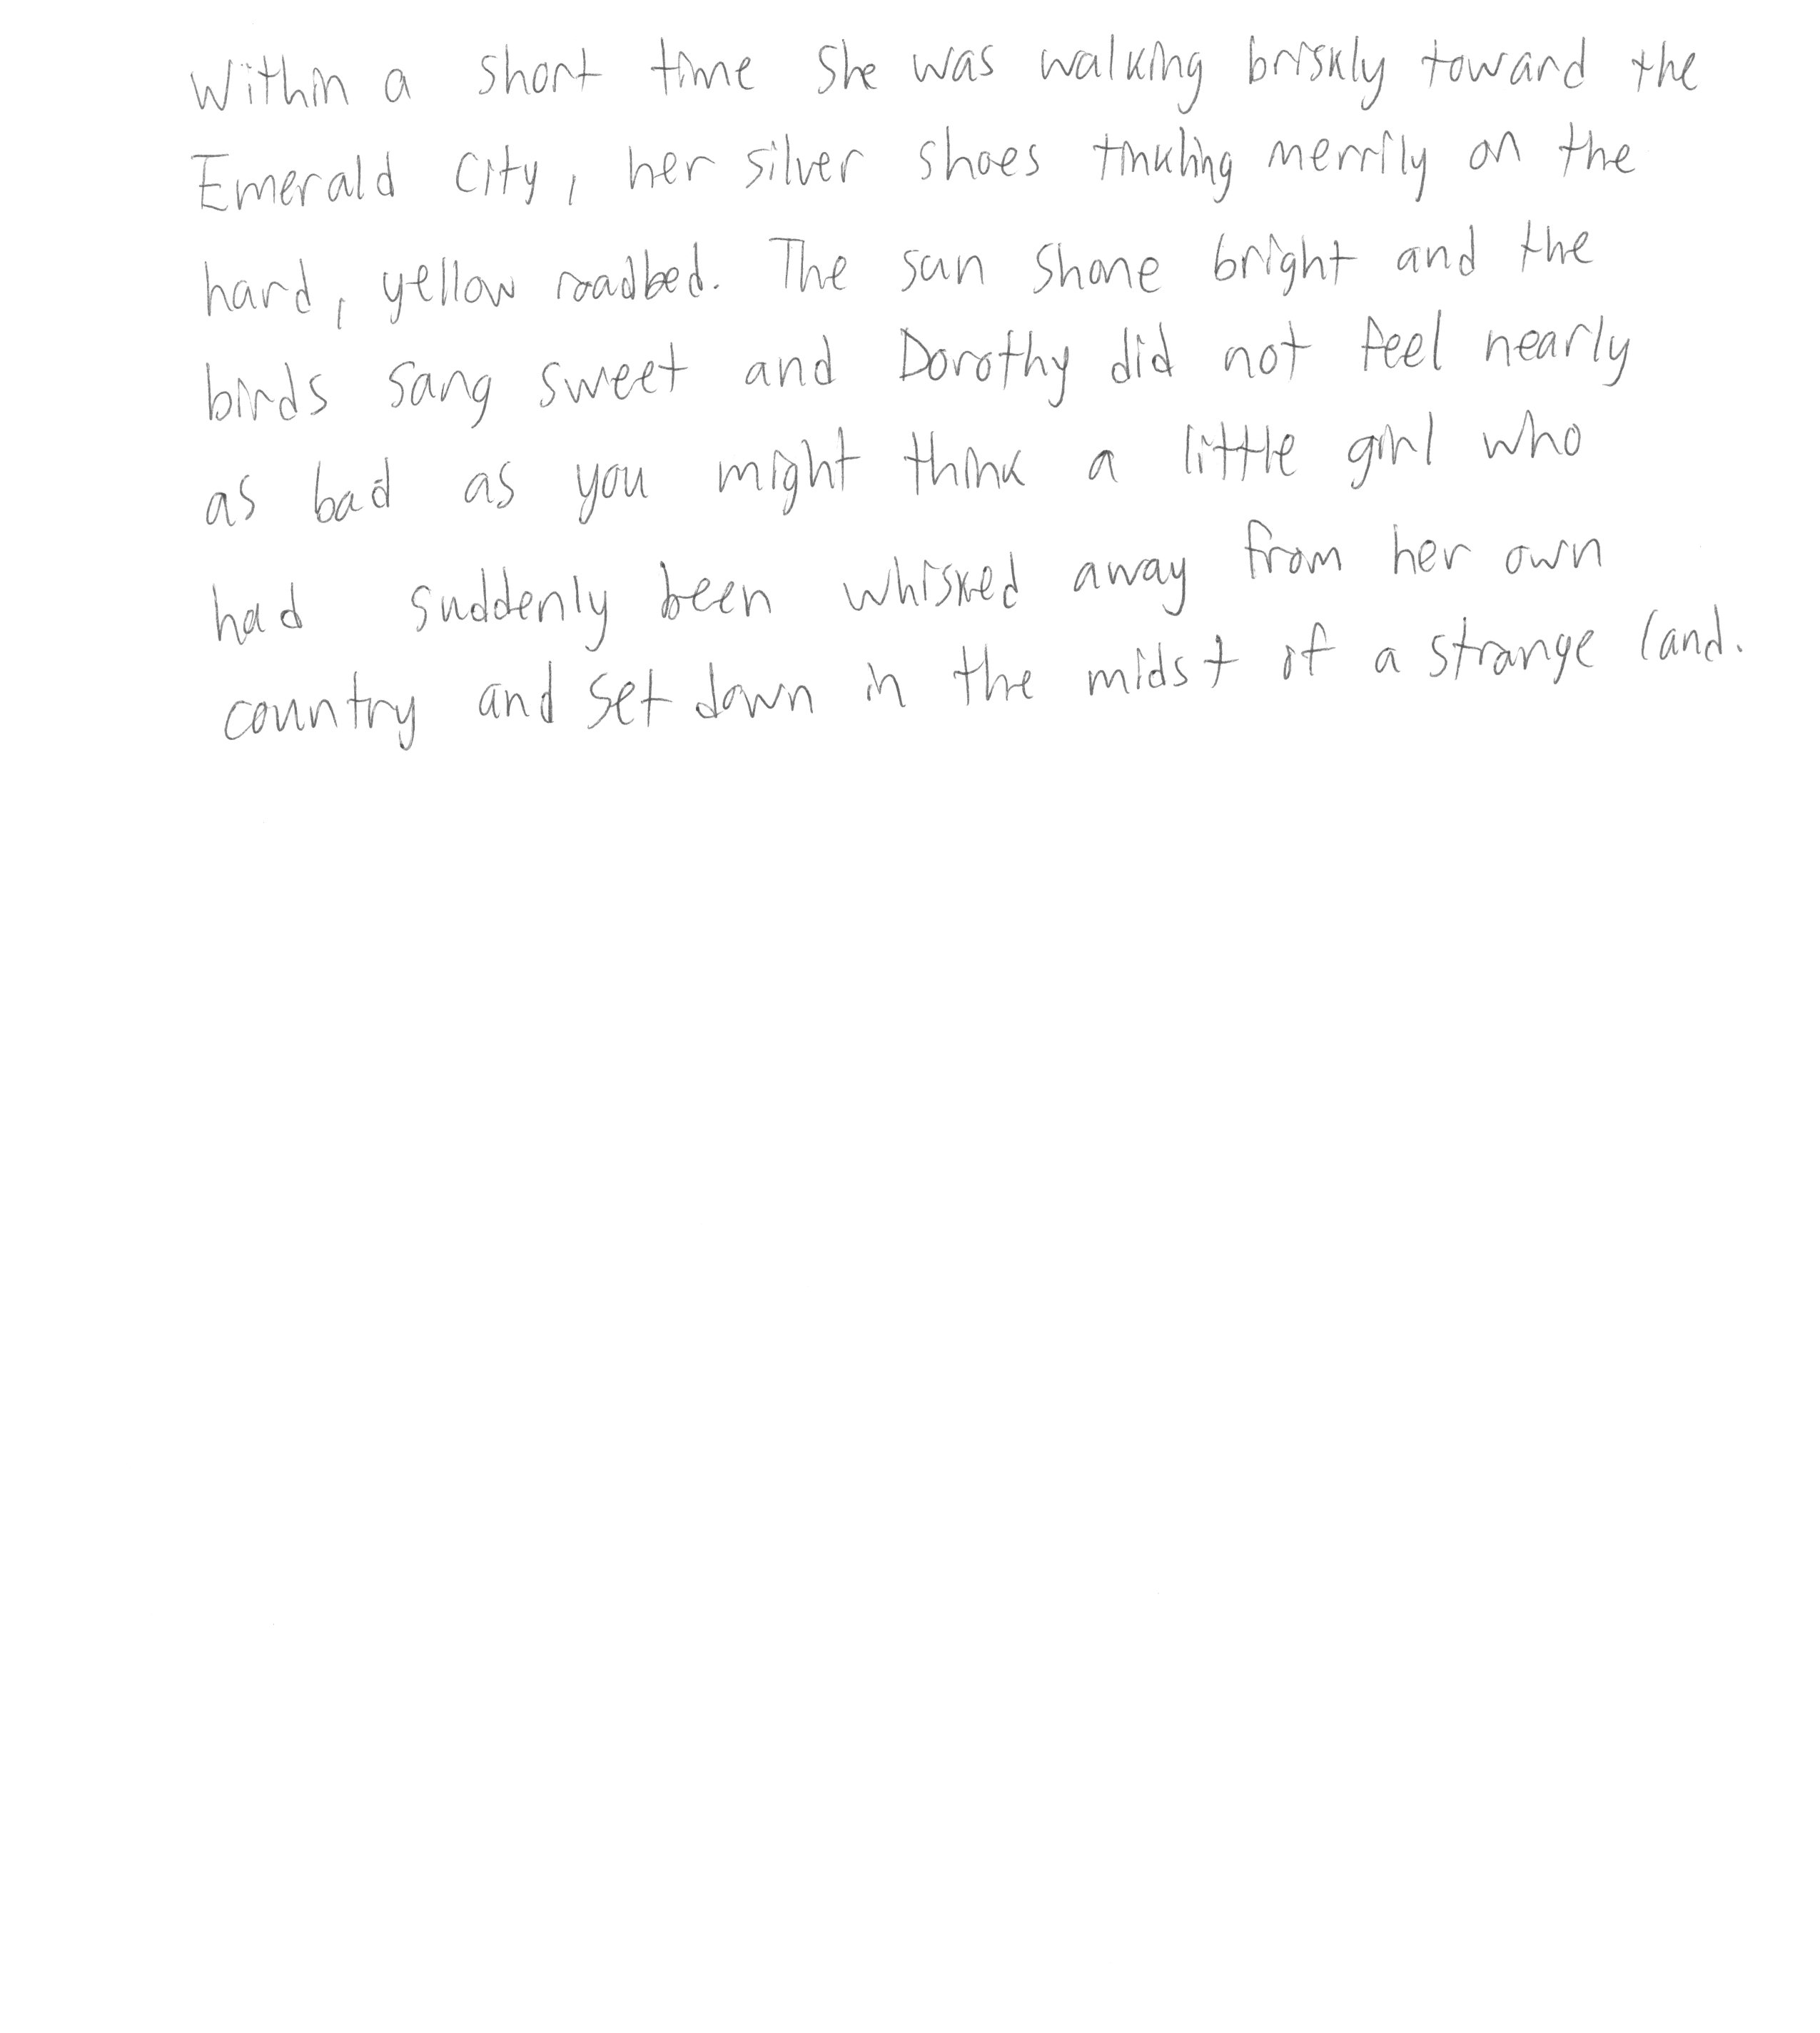 Within a short time she was walking briskly toward the
Emerald City, her silver shoes tinkling merrily on the
hard, yellow roadbed. The sun shone bright and the
birds sang sweet and Dorothy did not feel nearly
as bad as you might think a little girl who
had suddenly been whisked away from her own
country and set down in the midst of a strange land.